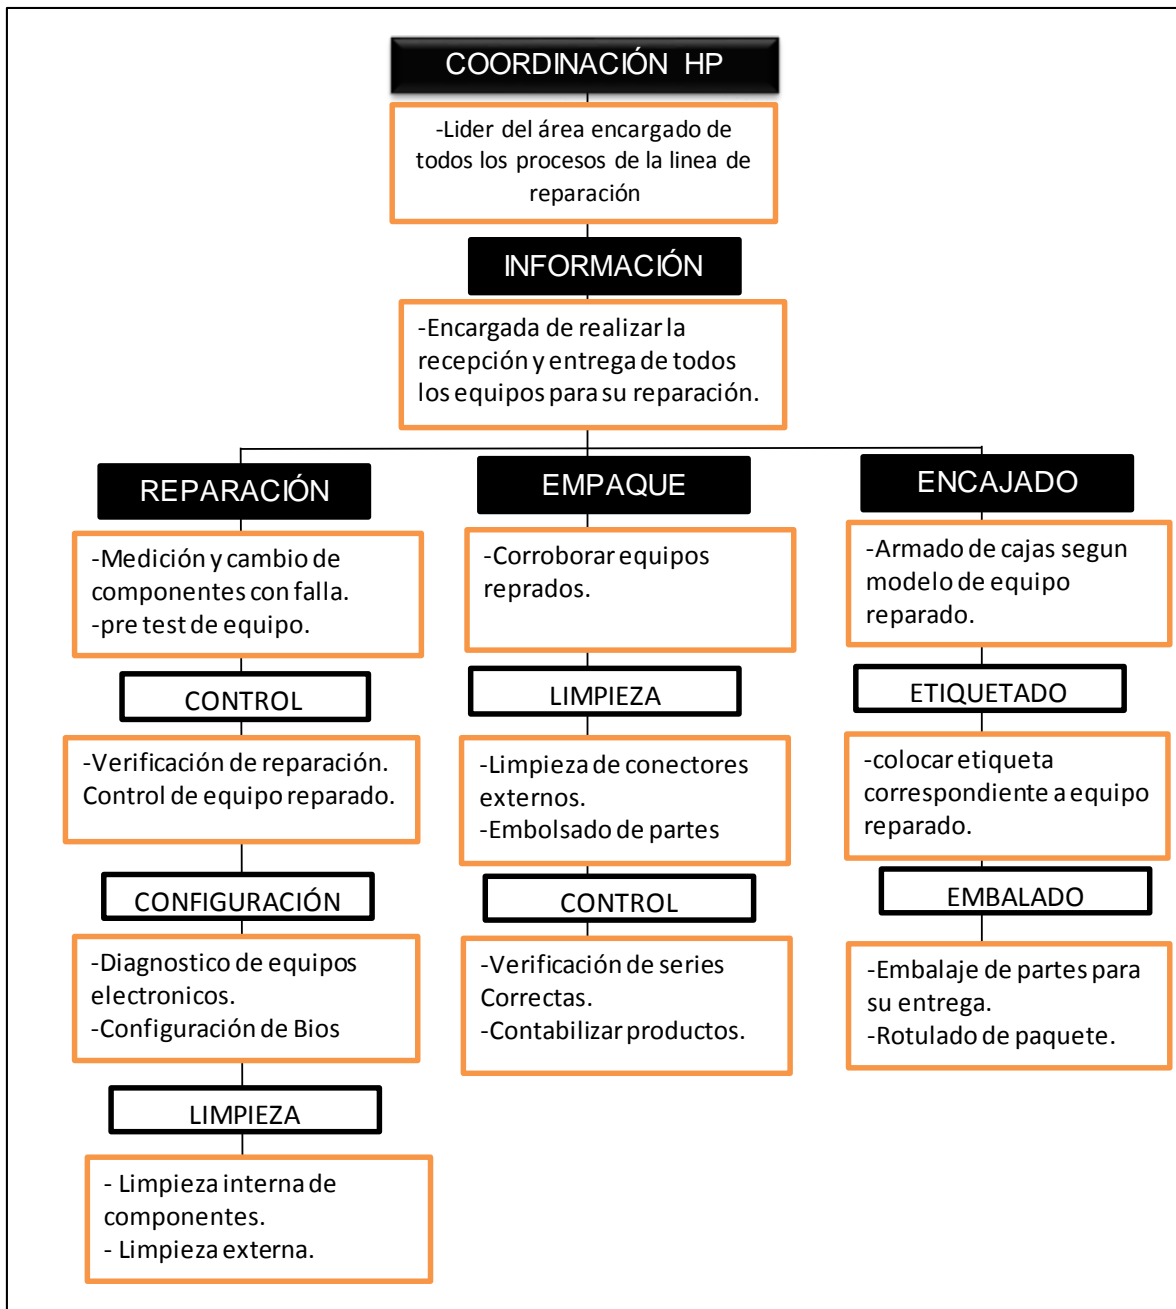 COORDINACIÓN HP
-Lider del área encargado de
todos los procesos de la linea de
reparación
INFORMACIÓN
-Encargada de realizar la
recepción y entrega de todos
los equipos para su reparación.
REPARACIÓN
-Medición y cambio de
componentes con falla.
-pre test de equipo.
CONTROL
-Verificación de reparación.
Control de equipo reparado.
CONFIGURACIÓN
-Diagnostico de equipos
electronicos.
-Configuración de Bios
LIMPIEZA
- Limpieza interna de
componentes.
- Limpieza externa.
EMPAQUE
-Corroborar equipos
reprados.
LIMPIEZA
-Limpieza de conectores
externos.
-Embolsado de partes
CONTROL
-Verificación de series
Correctas.
-Contabilizar productos.
ENCAJADO
-Armado de cajas segun
modelo de equipo
reparado.
ETIQUETADO
-colocar etiqueta
correspondiente a equipo
reparado.
EMBALADO
-Embalaje de partes para
su entrega.
-Rotulado de paquete.